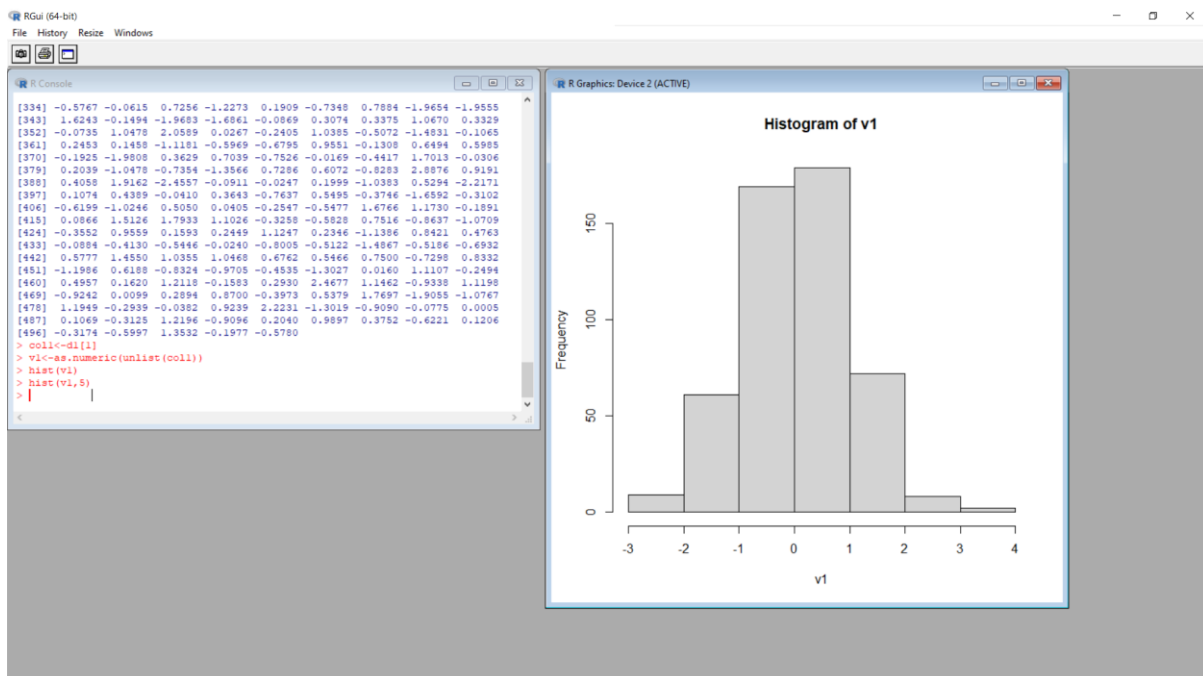 RGui (64-bit)
File History Resize Windows
R Console
[334] -0.5767 -0.0615 0.7256 -1.2273 0.1909 -0.7348 0.7884 -1.9654 -1.9555
[343] 1.6243 -0.1494 -1.9683 -1.6861 -0.0869 0.3074 0.3375 1.0670 0.3329
[352] -0.0735 1.0478 2.0589 0.0267 -0.2405 1.0385 -0.5072 -1.4831 -0.1065
[361] 0.2453 0.1458 -1.1181 -0.5969 -0.6795 0.9551 -0.1308 0.6494 0.5985
[370] -0.1925 -1.9808 0.3629 0.7039 -0.7526 -0.0169 -0.4417 1.7013 -0.0306
[379] 0.2039 -1.0478 -0.7354 -1.3566 0.7286 0.6072 -0.8283 2.8876 0.9191
[388] 0.4058 1.9162 -2.4557 -0.0911 -0.0247 0.1999 -1.0383 0.5294 -2.2171
[397] 0.1074 0.4389 -0.0410 0.3643 -0.7637 0.5495 -0.3746 -1.6592 -0.3102
[406] -0.6199 -1.0246 0.5050 0.0405 -0.2547 -0.5477 1.6766 1.1730 -0.1891
[415] 0.0866 1.5126 1.7933 1.1026 -0.3258 -0.5828 0.7516 -0.8637 -1.0709
[424] -0.3552 0.9559 0.1593 0.2449 1.1247 0.2346 -1.1386 0.8421 0.4763
[433] -0.0884 -0.4130 -0.5446 -0.0240 -0.8005 -0.5122 -1.4867 -0.5186 -0.6932
[442] 0.5777 1.4550 1.0355 1.0468 0.6762 0.5466 0.7500 -0.7298 0.8332
[451] -1.1986 0.6188 -0.8324 -0.9705 -0.4535 -1.3027 0.0160 1.1107 -0.2494
[460] 0.4957 0.1620 1.2118 -0.1583 0.2930 2.4677 1.1462 -0.9338 1.1198
[469] -0.9242 0.0099 0.2894 0.8700 -0.3973 0.5379 1.7697 -1.9055 -1.0767
[478] 1.1949 -0.2939 -0.0382 0.9239 2.2231 -1.3019 -0.9090 -0.0775 0.0005
[487] 0.1069 -0.3125 1.2196 -0.9096 0.2040 0.9897 0.3752 -0.6221 0.1206
[496] -0.3174 -0.5997 1.3532 -0.1977 -0.5780
> col1<-d1[1]
> v1<-as.numeric(unlist(col1))
> hist(v1)
> hist(v1,5)
>
R Graphics: Device 2 (ACTIVE)
Histogram of v1
Frequency
150
100
50
0
-3 -2 -1 0 1 2 3 4
v1